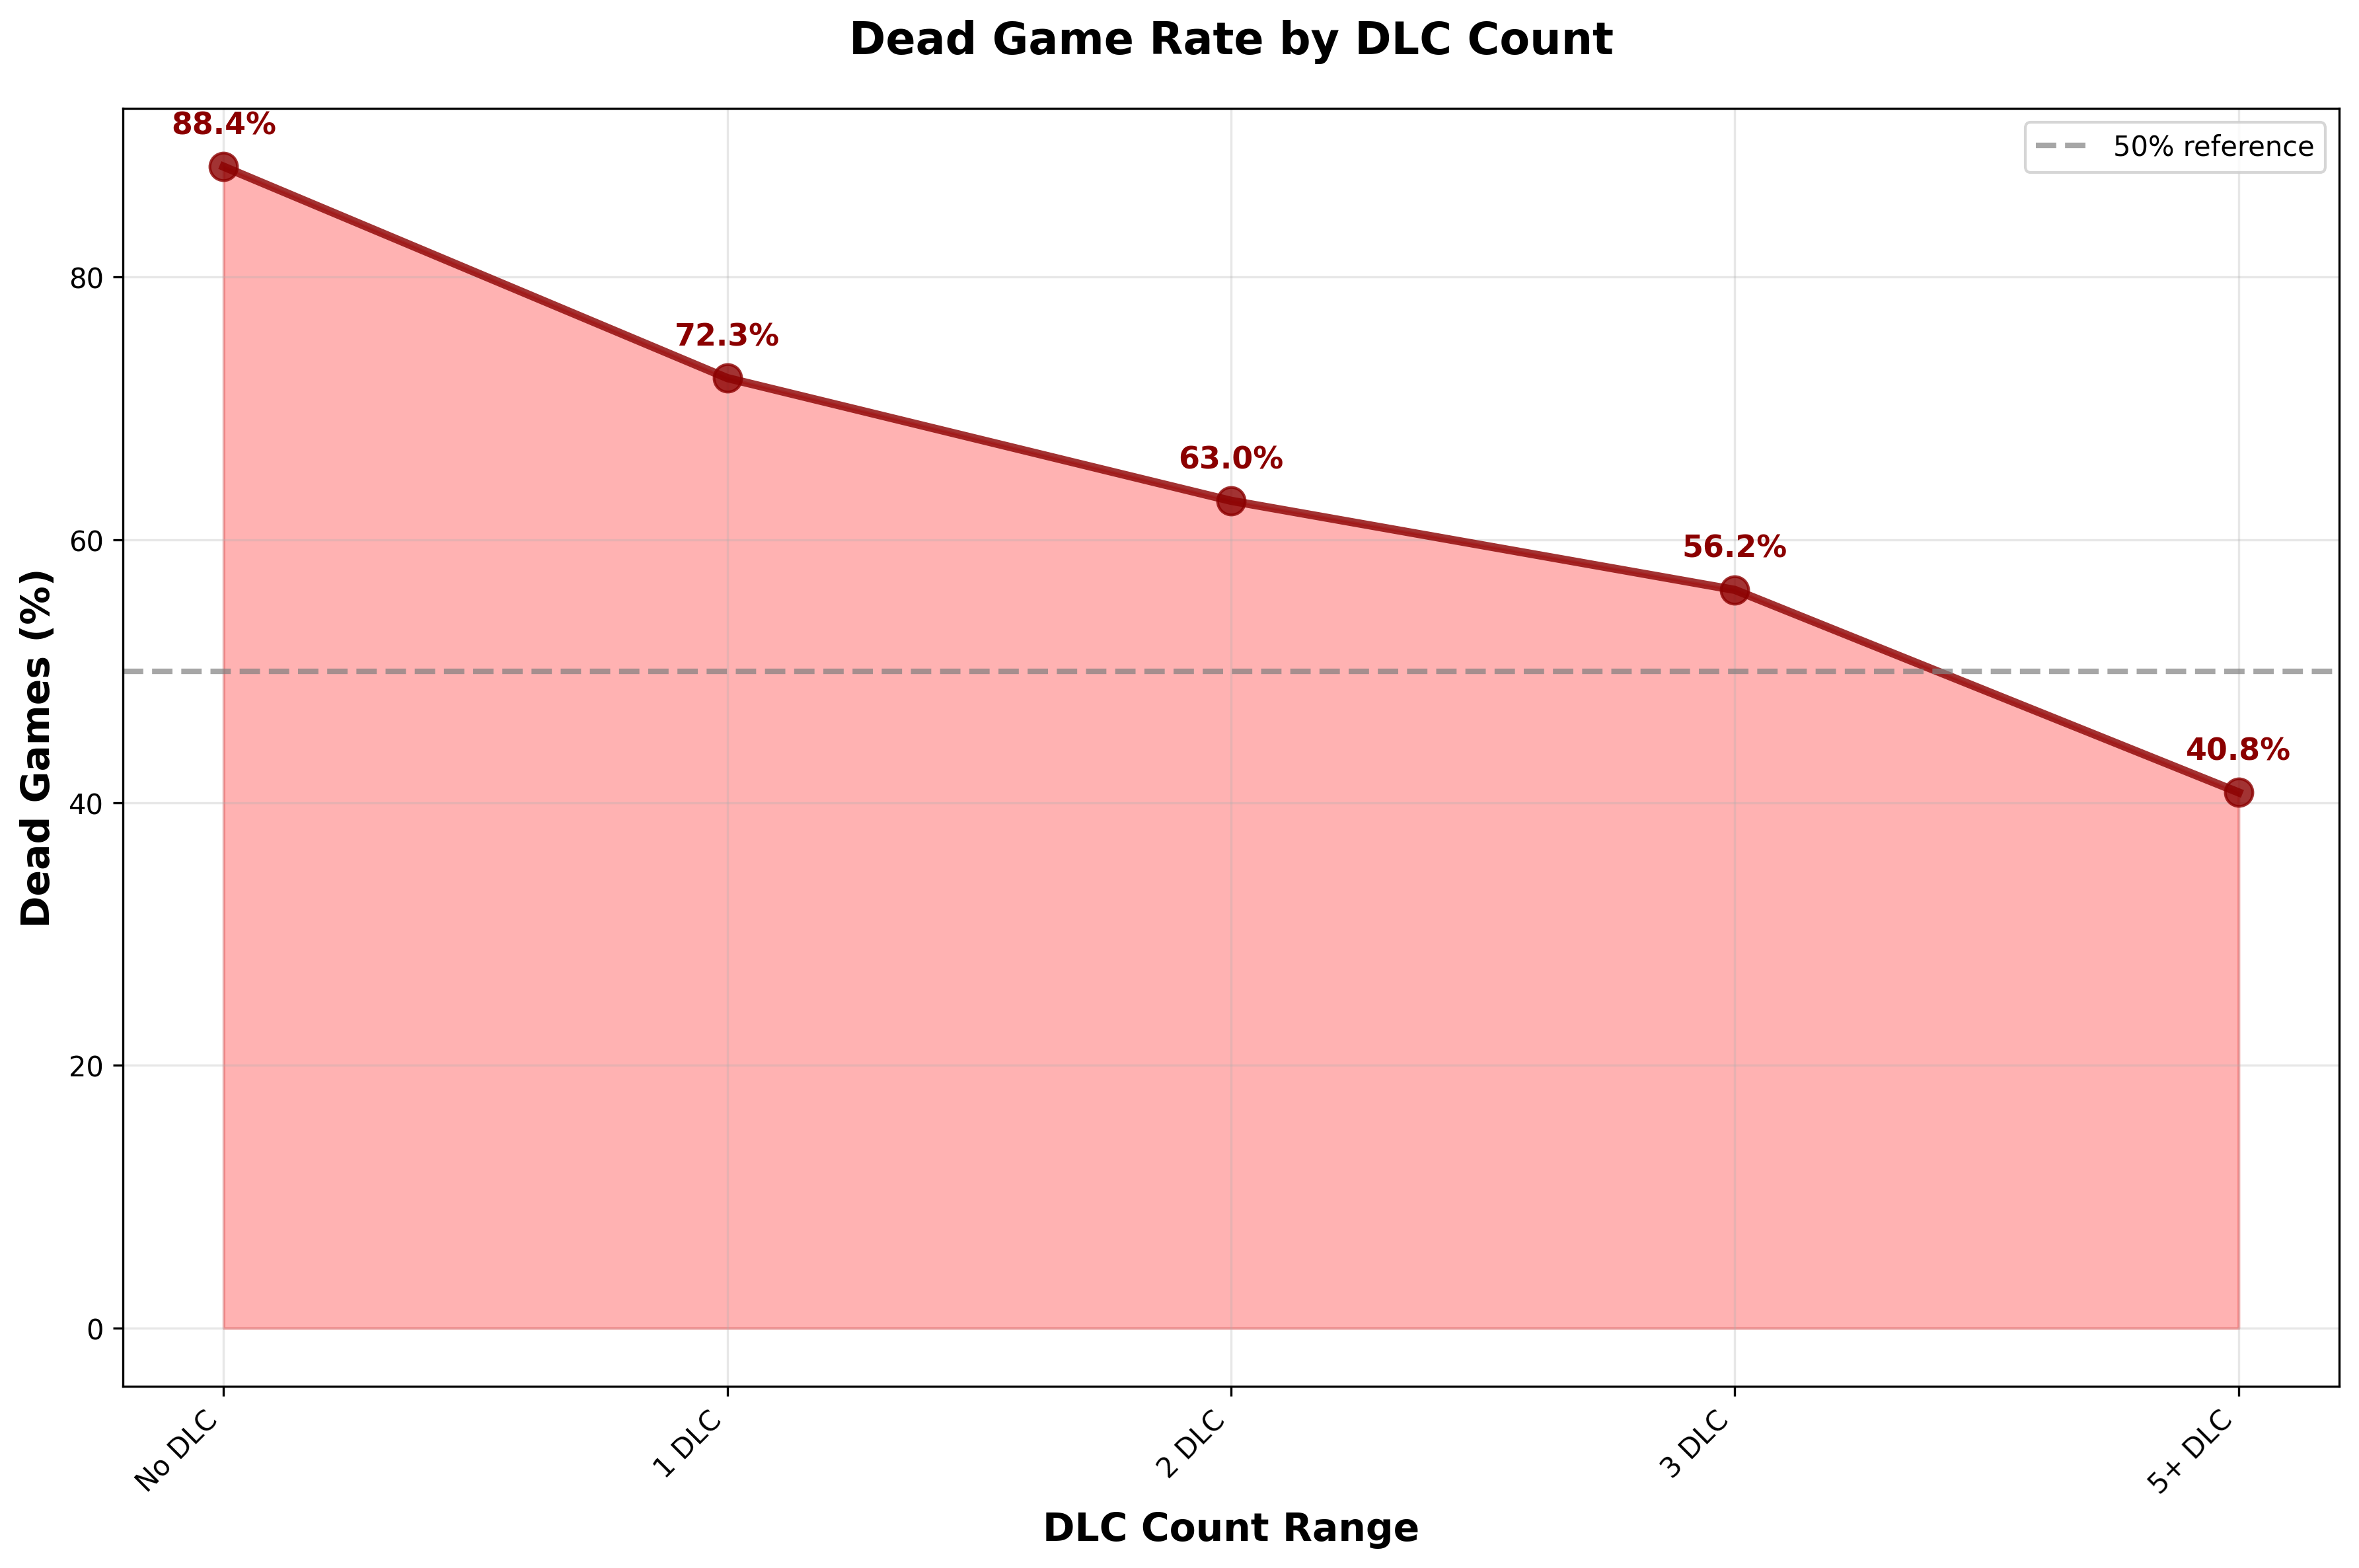 Dead Game Rate by DLC Count
88.4%
50% reference
72.3%
63.0%
56.2%
40.8%
Dead Games (%)
80
60
40
20
0
No DLC
1 DLC
2 DLC
3 DLC
5+ DLC
DLC Count Range